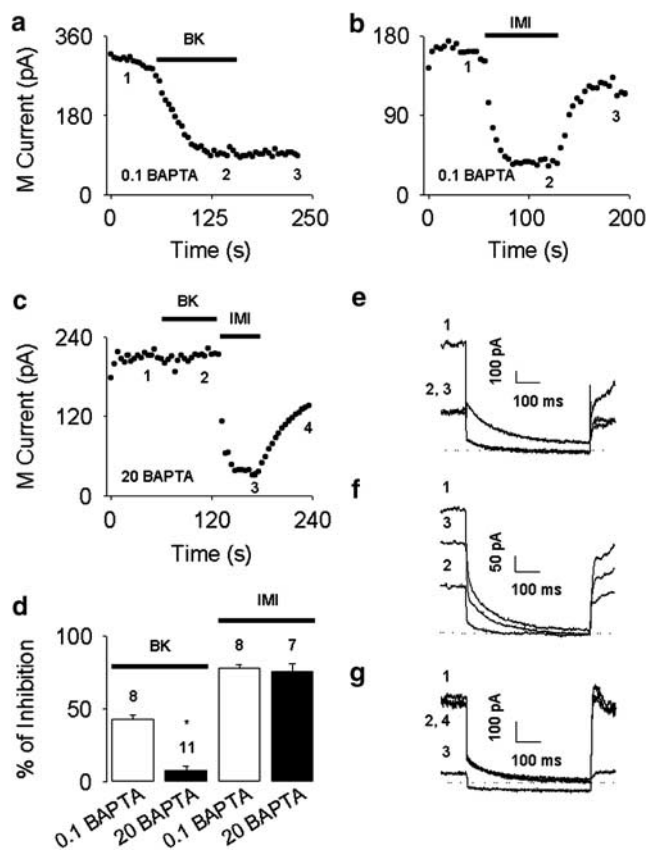 a
BK
M Current (pA)
360
180
0
1
2
3
0.1 BAPTA
0 125 250
Time (s)
b
IMI
M Current (pA)
180
90
0
1
2
3
0.1 BAPTA
0 100 200
Time (s)
c
BK
IMI
M Current (pA)
240
120
0
1
2
3
4
20 BAPTA
0 120 240
Time (s)
d
IMI
BK
% of Inhibition
100
50
0
8
*
11
8
7
0.1 BAPTA
20 BAPTA
0.1 BAPTA
20 BAPTA
e
1
2, 3
100 pA
100 ms
f
1
3
2
50 pA
100 ms
g
1
2, 4
3
100 pA
100 ms